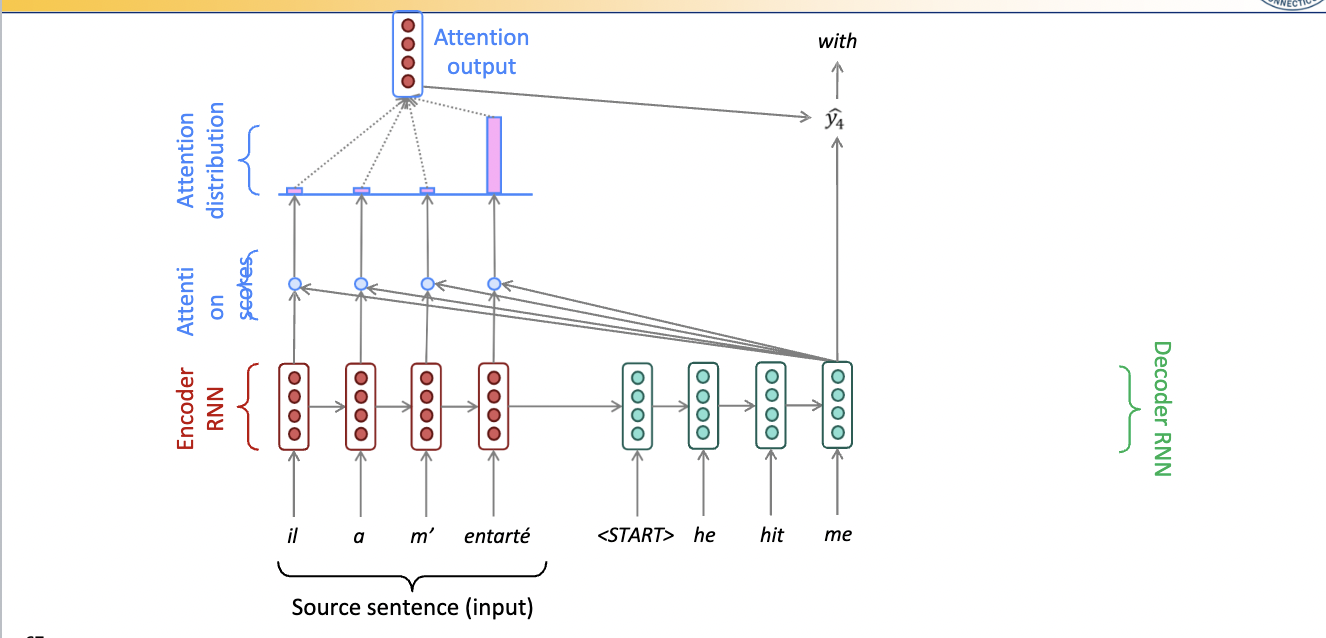 CONNECTIC
Attention
output
with
ŷ₄
Attention
distribution
Attenti
on
scores
Encoder
RNN
Decoder RNN
il a m’ entarté <START> he hit me
Source sentence (input)